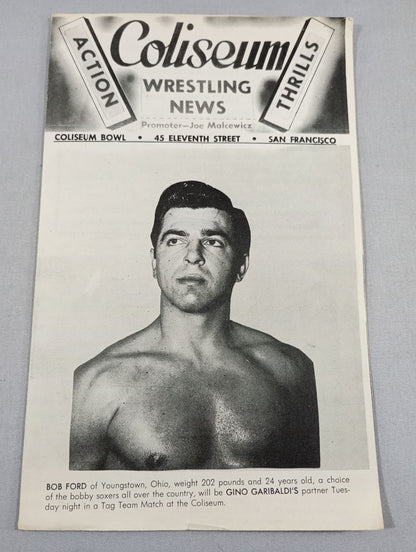 ACTION
Coliseum
THRILLS
WRESTLING
NEWS
Promoter—Joe Malcewicz
COLISEUM BOWL • 45 ELEVENTH STREET • SAN FRANCISCO
BOB FORD of Youngstown, Ohio, weight 202 pounds and 24 years old, a choice
of the bobby soxers all over the country, will be GINO GARIBALDI'S partner Tues-
day night in a Tag Team Match at the Coliseum.